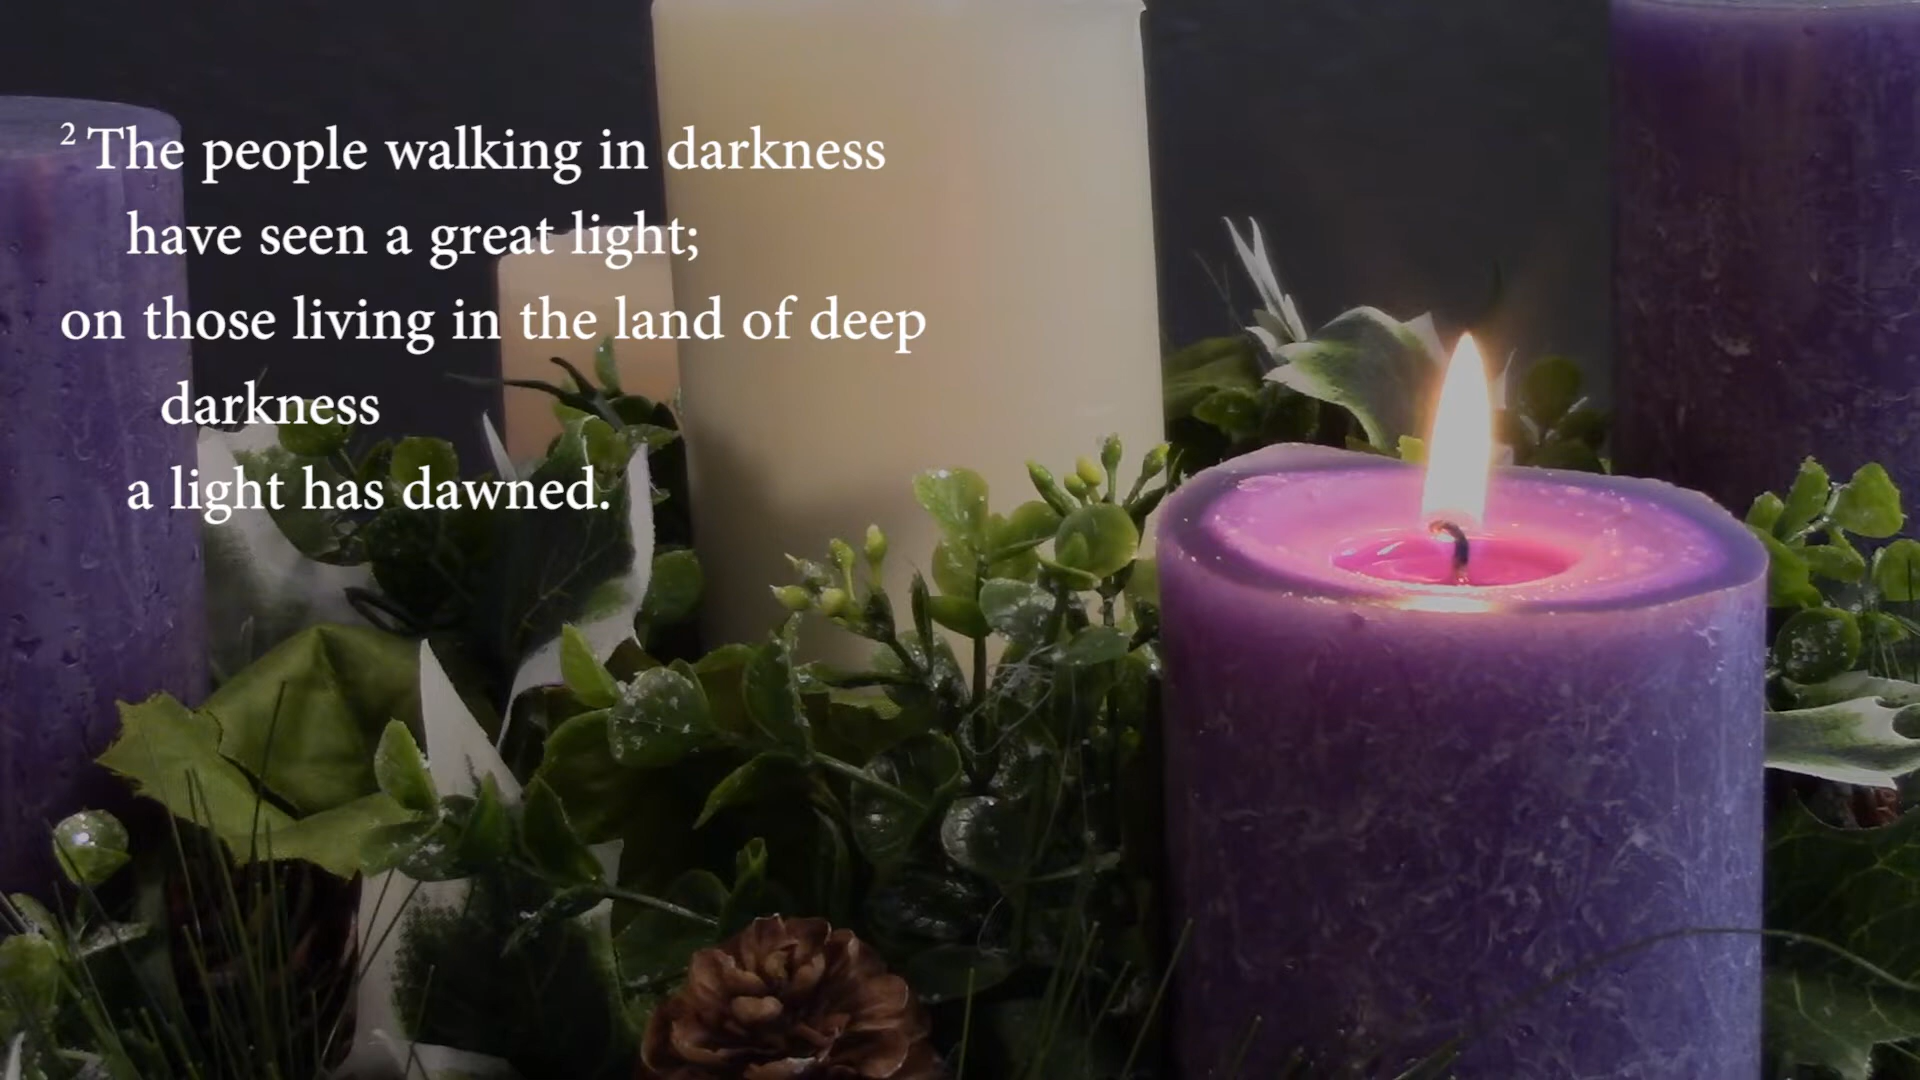 2 The people walking in darkness
have seen a great light;
on those living in the land of deep
darkness
a light has dawned.